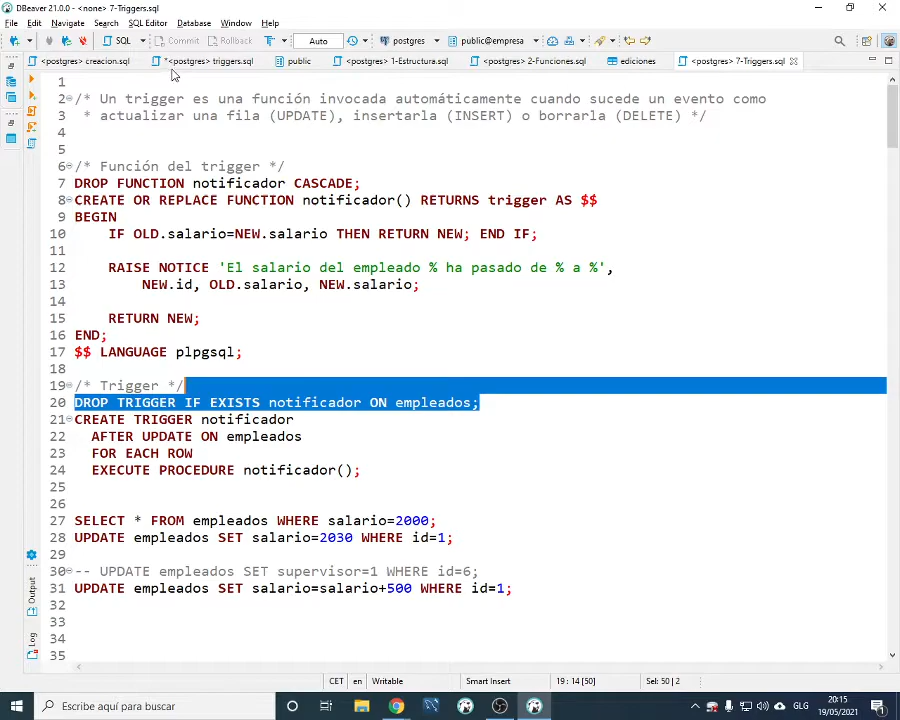 DBeaver 21.0.0 - <none> 7-Triggers.sql
File Edit Navigate Search SQL Editor Database Window Help
SQL Commit Rollback Auto postgres public@empresa
<postgres> creacion.sql *<postgres> triggers.sql public <postgres> 1-Estructura.sql <postgres> 2-Funciones.sql ediciones <postgres> 7-Triggers.sql
1
2 /* Un trigger es una función invocada automáticamente cuando sucede un evento como
3 * actualizar una fila (UPDATE), insertarla (INSERT) o borrarla (DELETE) */
4
5
6 /* Función del trigger */
7 DROP FUNCTION notificador CASCADE;
8 CREATE OR REPLACE FUNCTION notificador() RETURNS trigger AS $$
9 BEGIN
10 IF OLD.salario=NEW.salario THEN RETURN NEW; END IF;
11
12 RAISE NOTICE 'El salario del empleado % ha pasado de % a %',
13 NEW.id, OLD.salario, NEW.salario;
14
15 RETURN NEW;
16 END;
17 $$ LANGUAGE plpgsql;
18
19 /* Trigger */
20 DROP TRIGGER IF EXISTS notificador ON empleados;
21 CREATE TRIGGER notificador
22 AFTER UPDATE ON empleados
23 FOR EACH ROW
24 EXECUTE PROCEDURE notificador();
25
26
27 SELECT * FROM empleados WHERE salario=2000;
28 UPDATE empleados SET salario=2030 WHERE id=1;
29
30 -- UPDATE empleados SET supervisor=1 WHERE id=6;
31 UPDATE empleados SET salario=salario+500 WHERE id=1;
32
33
34
35
Output
Log
CET en Writable Smart Insert 19 : 14 [50] Sel: 50 | 2
Escribe aquí para buscar
GLG
20:15
19/05/2021
1